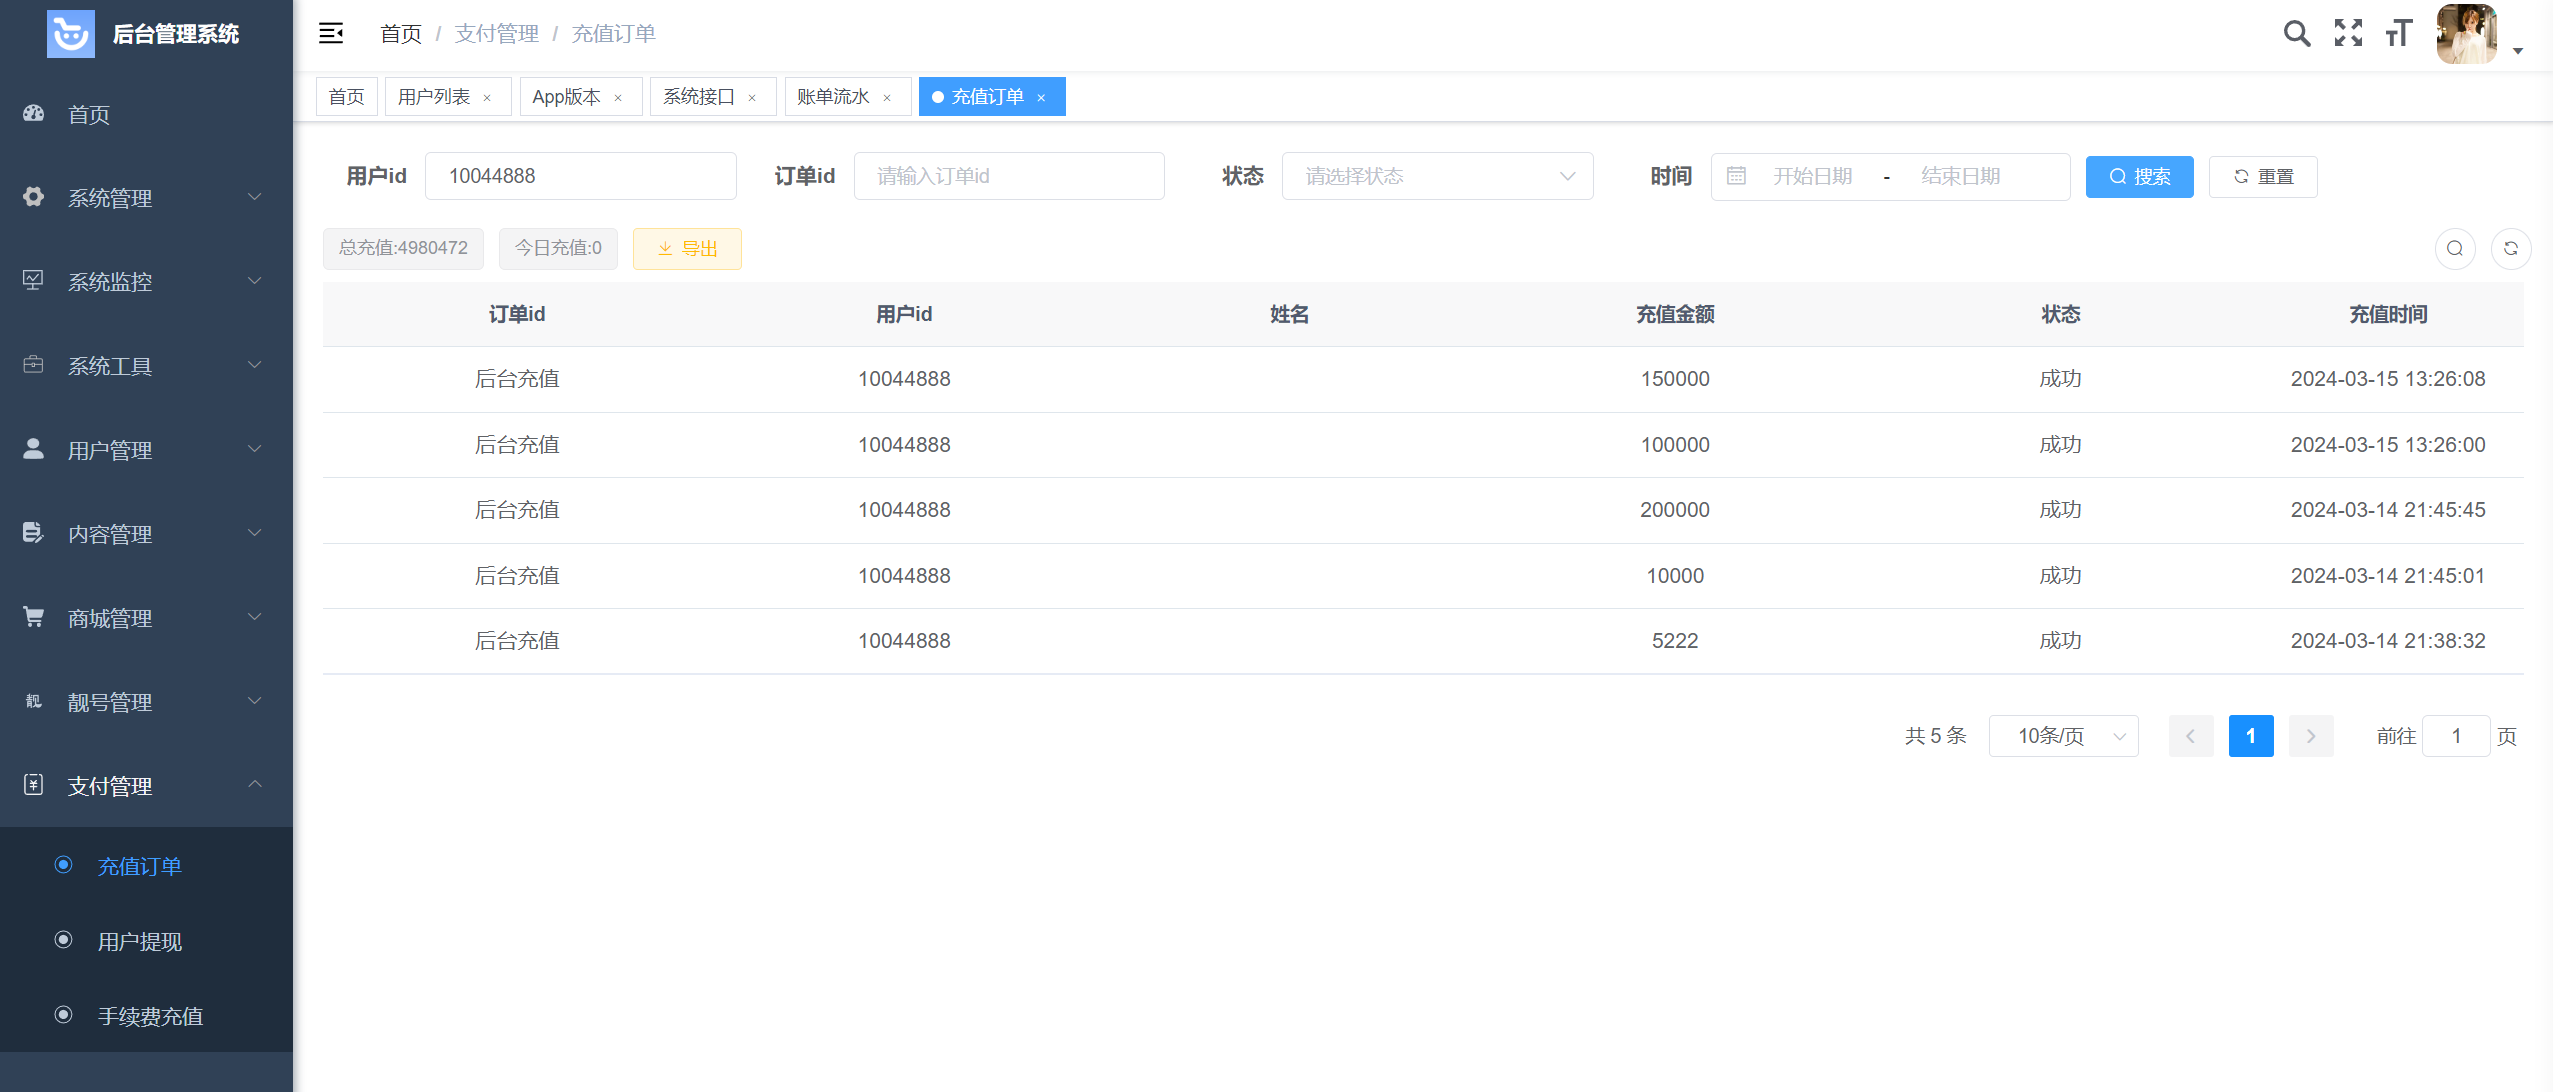 后台管理系统
首页 / 支付管理 / 充值订单
首页
用户列表 ×
App版本 ×
系统接口 ×
账单流水 ×
充值订单 ×
首页
系统管理
系统监控
系统工具
用户管理
内容管理
商城管理
靓号管理
支付管理
充值订单
用户提现
手续费充值
用户id 10044888 订单id 请输入订单id 状态 请选择状态 时间 开始日期 - 结束日期 搜索 重置
总充值:4980472 今日充值:0 导出
订单id 用户id 姓名 充值金额 状态 充值时间
后台充值 10044888 150000 成功 2024-03-15 13:26:08
后台充值 10044888 100000 成功 2024-03-15 13:26:00
后台充值 10044888 200000 成功 2024-03-14 21:45:45
后台充值 10044888 10000 成功 2024-03-14 21:45:01
后台充值 10044888 5222 成功 2024-03-14 21:38:32
共 5 条 10条/页 1 前往 1 页